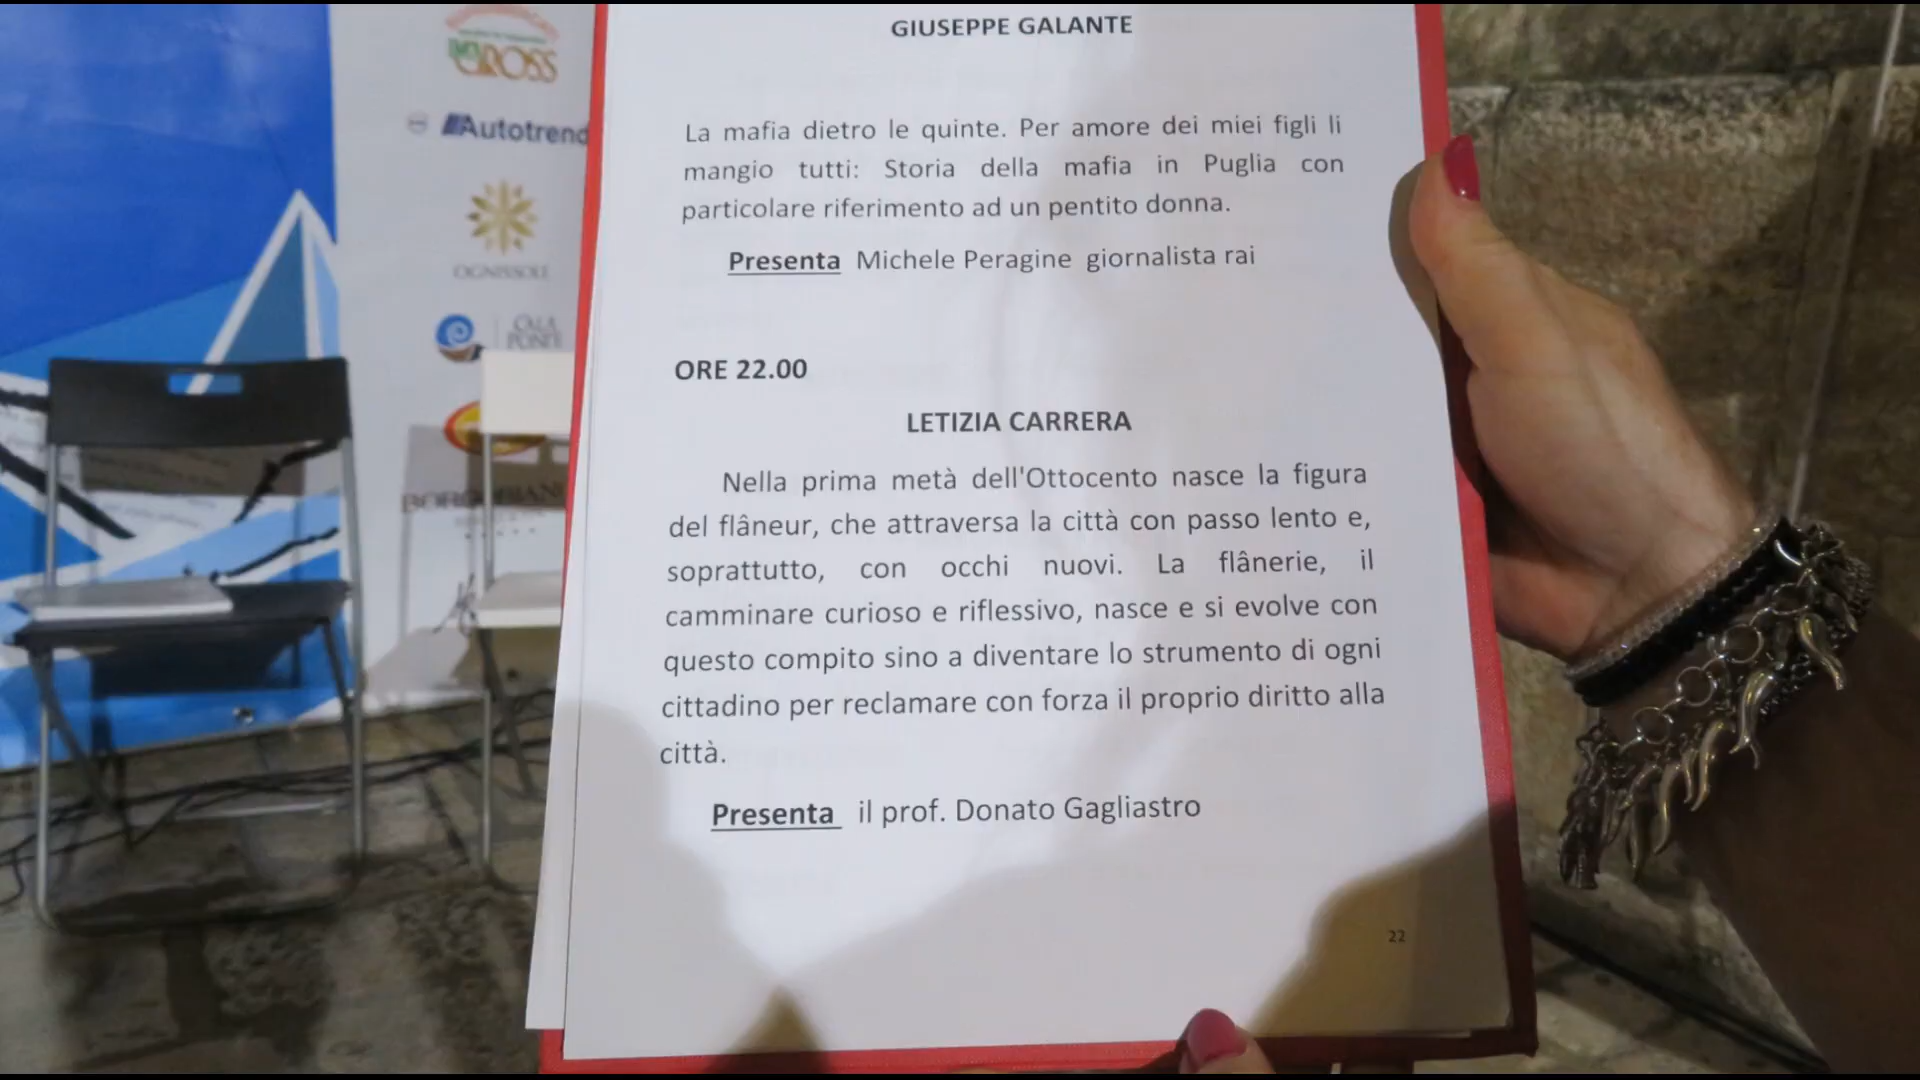 GROSS
Autotrend
OGNISSOLE
CALA
PONTE
GIUSEPPE GALANTE
La mafia dietro le quinte. Per amore dei miei figli li
mangio tutti: Storia della mafia in Puglia con
particolare riferimento ad un pentito donna.
Presenta Michele Peragine giornalista rai
ORE 22.00
LETIZIA CARRERA
Nella prima metà dell'Ottocento nasce la figura
del flâneur, che attraversa la città con passo lento e,
soprattutto, con occhi nuovi. La flânerie, il
camminare curioso e riflessivo, nasce e si evolve con
questo compito sino a diventare lo strumento di ogni
cittadino per reclamare con forza il proprio diritto alla
città.
Presenta il prof. Donato Gagliastro
22